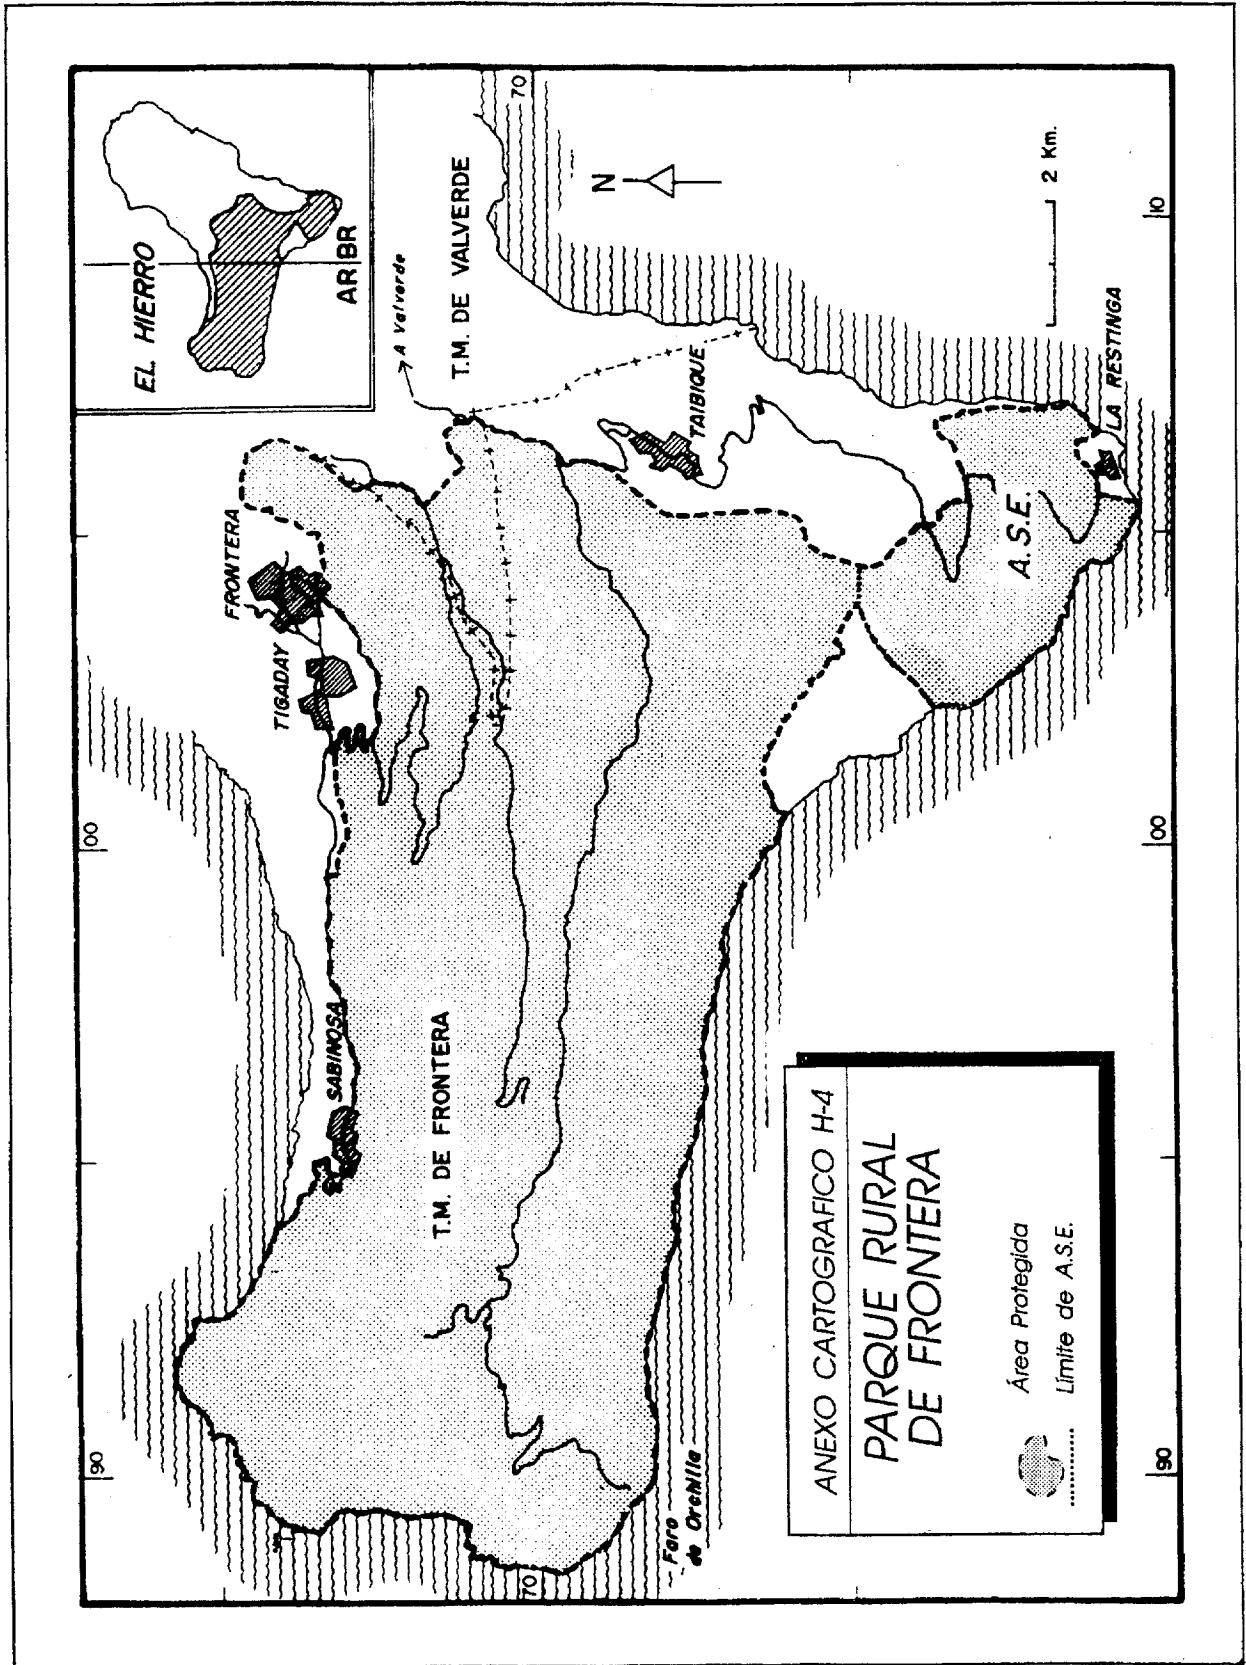 EL HIERRO
AR
BR
70
N
2 Km.
10
A Valverde
T.M. DE VALVERDE
TAIBIQUE
LA RESTINGA
A.S.E.
FRONTERA
TIGADAY
SABINOSA
T.M. DE FRONTERA
00
00
90
90
70
Faro
de Orchilla
ANEXO CARTOGRAFICO H-4
PARQUE RURAL
DE FRONTERA
Área Protegida
Límite de A.S.E.